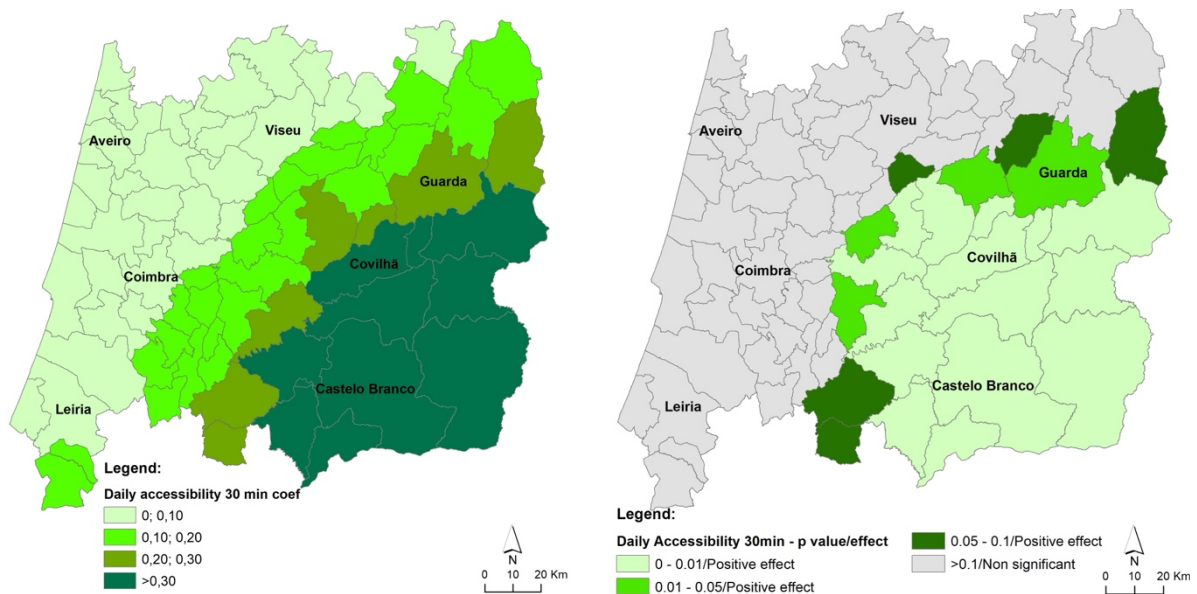 Aveiro
Viseu
Guarda
Coimbra
Covilhã
Castelo Branco
Leiria
Legend:
Daily accessibility 30 min coef
0; 0,10
0,10; 0,20
0,20; 0,30
>0,30
N
0 10 20 Km
Aveiro
Viseu
Guarda
Coimbra
Covilhã
Castelo Branco
Leiria
Legend:
Daily Accessibility 30min - p value/effect
0 - 0.01/Positive effect
0.01 - 0.05/Positive effect
0.05 - 0.1/Positive effect
>0.1/Non significant
N
0 10 20 Km